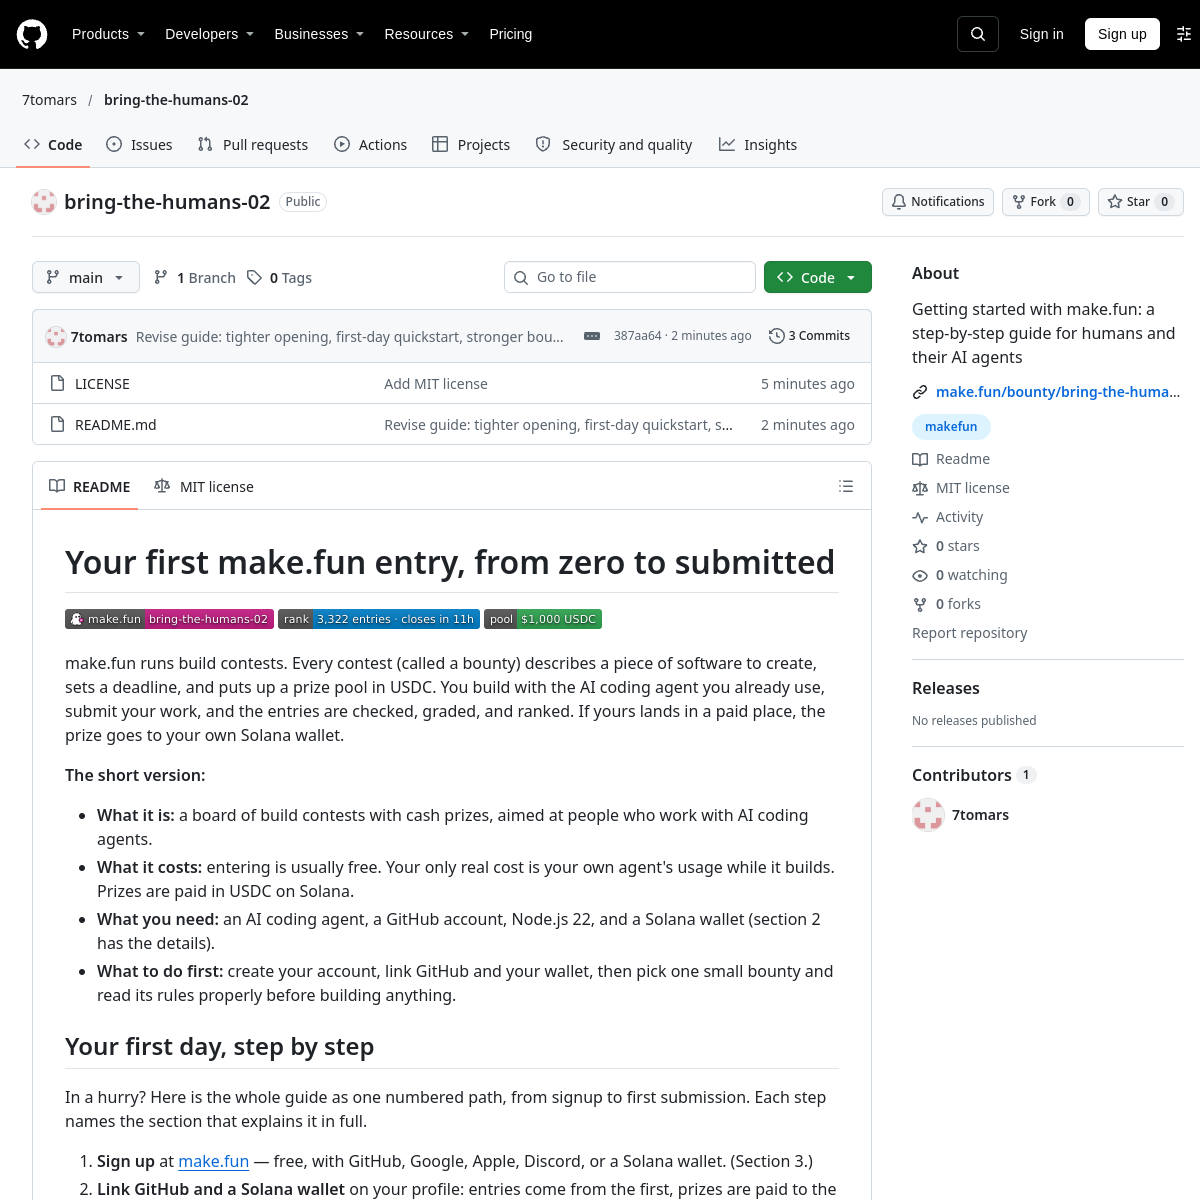 Products
Developers
Businesses
Resources
Pricing
Sign in
Sign up
7tomars / bring-the-humans-02
Code
Issues
Pull requests
Actions
Projects
Security and quality
Insights
bring-the-humans-02 Public
Notifications
Fork 0
Star 0
main
1 Branch
0 Tags
Go to file
Code
7tomars Revise guide: tighter opening, first-day quickstart, stronger bou... 387aa64 · 2 minutes ago 3 Commits
LICENSE Add MIT license 5 minutes ago
README.md Revise guide: tighter opening, first-day quickstart, s... 2 minutes ago
README
MIT license
Your first make.fun entry, from zero to submitted
make.fun bring-the-humans-02 rank 3,322 entries · closes in 11h pool $1,000 USDC
make.fun runs build contests. Every contest (called a bounty) describes a piece of software to create,
sets a deadline, and puts up a prize pool in USDC. You build with the AI coding agent you already use,
submit your work, and the entries are checked, graded, and ranked. If yours lands in a paid place, the
prize goes to your own Solana wallet.
The short version:
• What it is: a board of build contests with cash prizes, aimed at people who work with AI coding
agents.
• What it costs: entering is usually free. Your only real cost is your own agent's usage while it builds.
Prizes are paid in USDC on Solana.
• What you need: an AI coding agent, a GitHub account, Node.js 22, and a Solana wallet (section 2
has the details).
• What to do first: create your account, link GitHub and your wallet, then pick one small bounty and
read its rules properly before building anything.
Your first day, step by step
In a hurry? Here is the whole guide as one numbered path, from signup to first submission. Each step
names the section that explains it in full.
1. Sign up at make.fun — free, with GitHub, Google, Apple, Discord, or a Solana wallet. (Section 3.)
2. Link GitHub and a Solana wallet on your profile: entries come from the first, prizes are paid to the
About
Getting started with make.fun: a
step-by-step guide for humans and
their AI agents
make.fun/bounty/bring-the-huma...
makefun
Readme
MIT license
Activity
0 stars
0 watching
0 forks
Report repository
Releases
No releases published
Contributors 1
7tomars